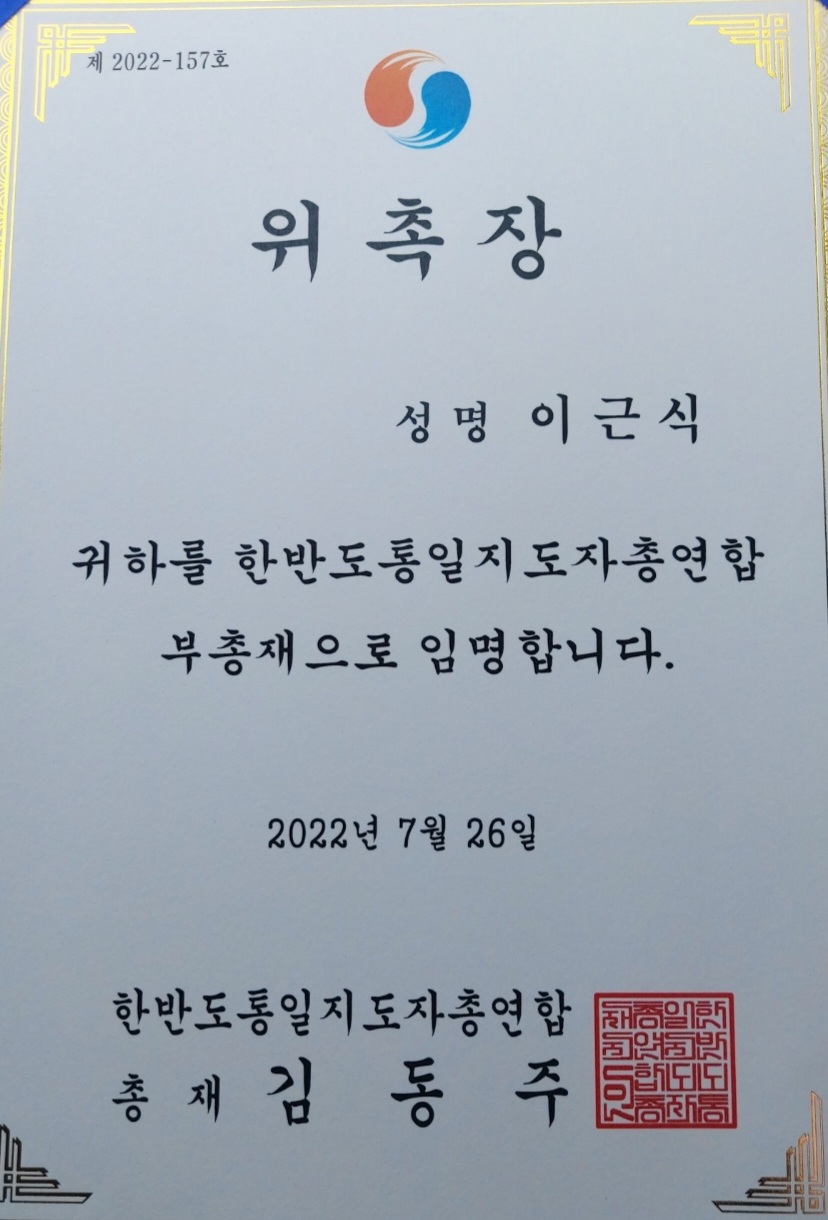 제 2022-157호
위 촉 장
성 명 이 근 식
귀하를 한반도통일지도자총연합
부총재으로 임명합니다.
2022년 7월 26일
한반도통일지도자총연합
총 재 김 동 주